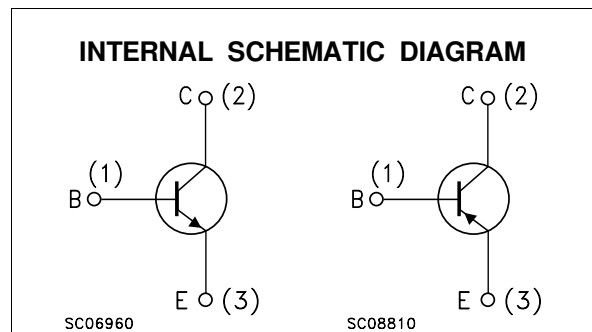 INTERNAL SCHEMATIC DIAGRAM
C (2) C (2)
(1) (1)
B B
E (3) E (3)
SC06960 SC08810